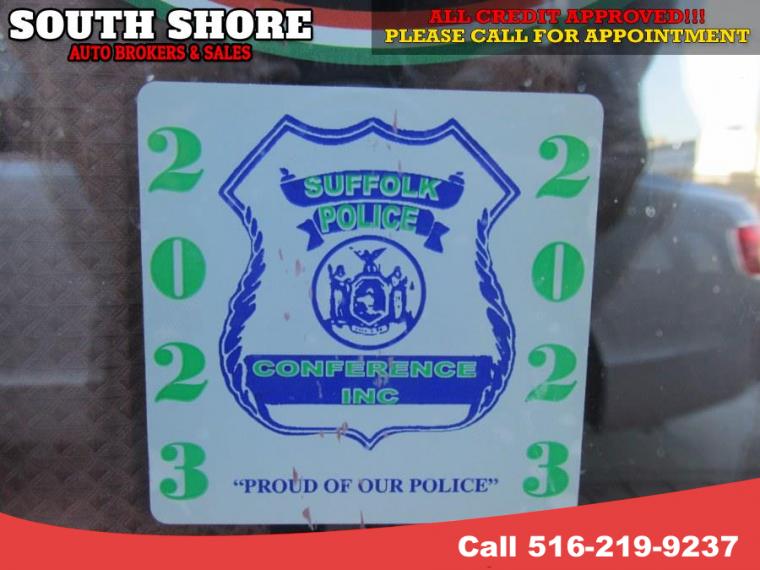 SOUTH SHORE
AUTO BROKERS & SALES
ALL CREDIT APPROVED!!!
PLEASE CALL FOR APPOINTMENT
2 2
0 0
2 2
3 3
SUFFOLK
POLICE
CONFERENCE
INC
"PROUD OF OUR POLICE"
Call 516-219-9237